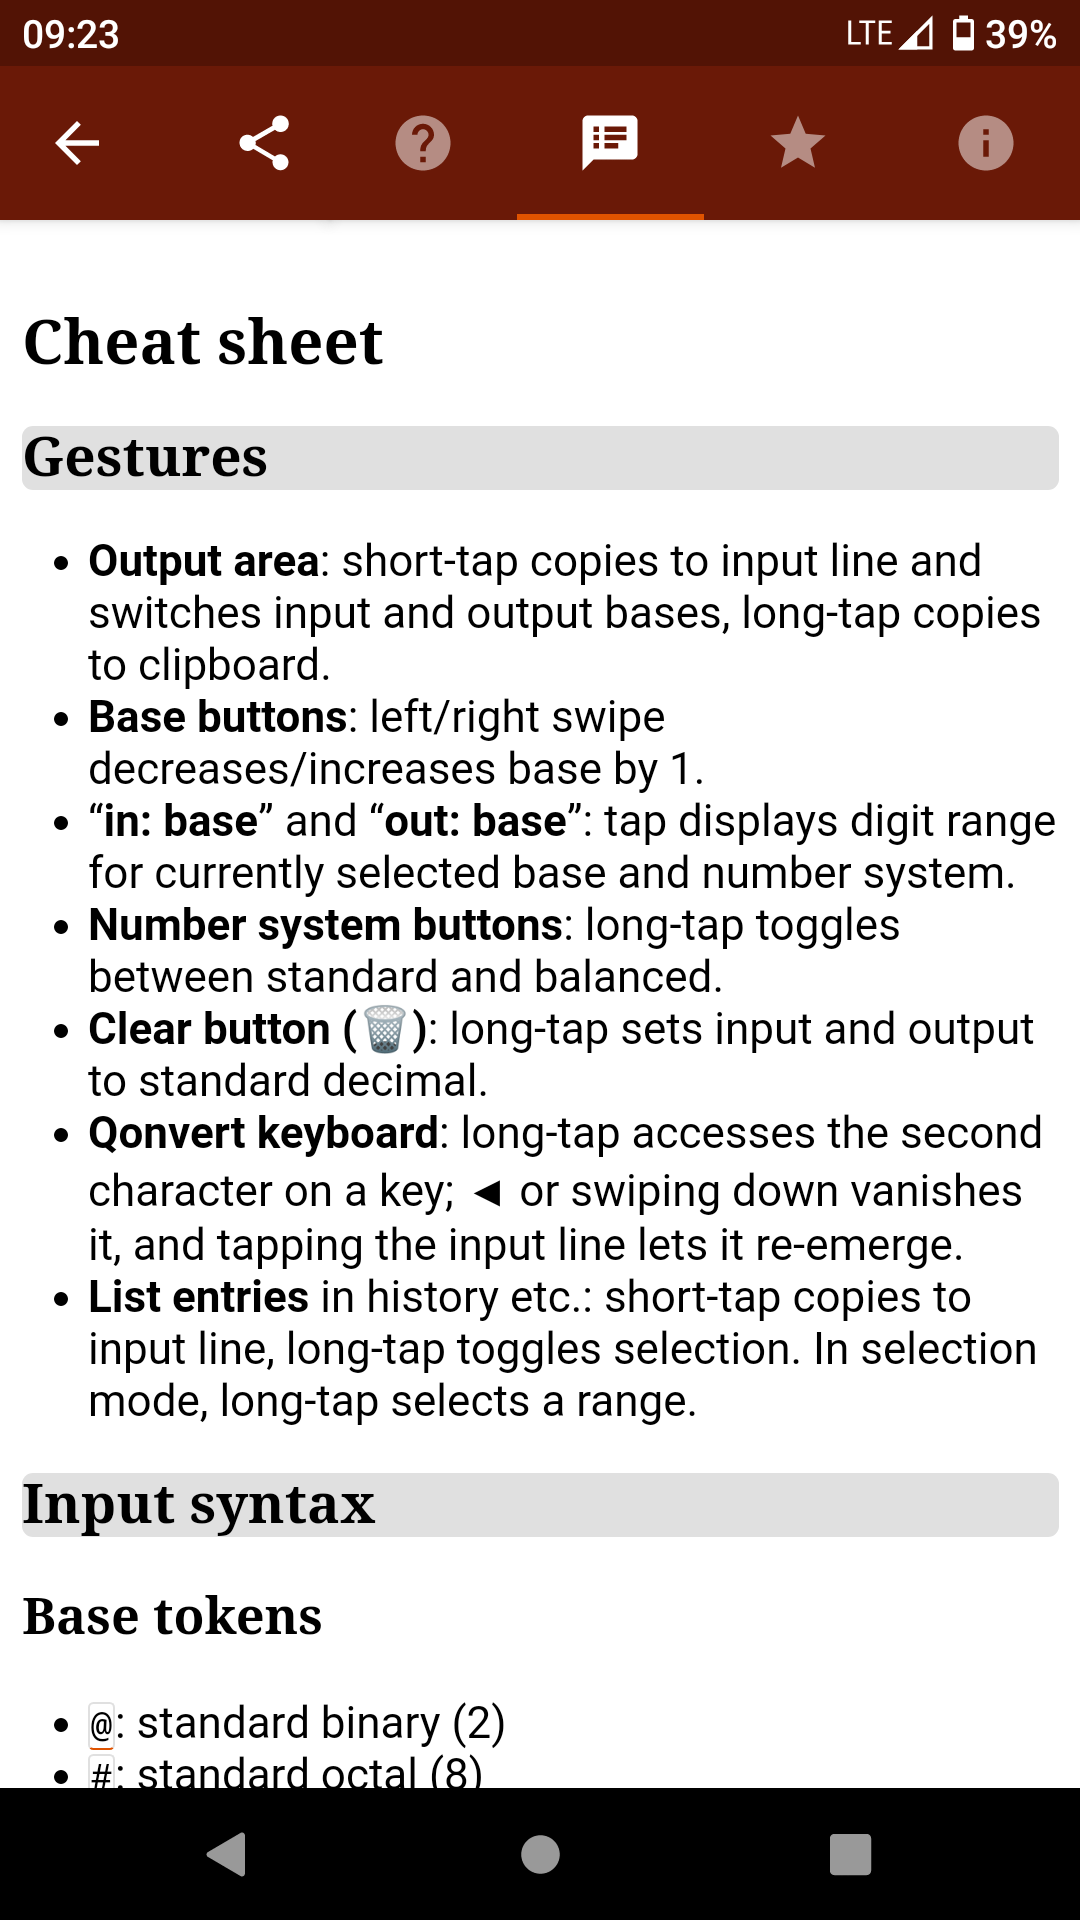 09:23
LTE 39%
Cheat sheet
Gestures
• Output area: short-tap copies to input line and
switches input and output bases, long-tap copies
to clipboard.
• Base buttons: left/right swipe
decreases/increases base by 1.
• “in: base” and “out: base”: tap displays digit range
for currently selected base and number system.
• Number system buttons: long-tap toggles
between standard and balanced.
• Clear button (🗑️): long-tap sets input and output
to standard decimal.
• Qonvert keyboard: long-tap accesses the second
character on a key; ◄ or swiping down vanishes
it, and tapping the input line lets it re-emerge.
• List entries in history etc.: short-tap copies to
input line, long-tap toggles selection. In selection
mode, long-tap selects a range.
Input syntax
Base tokens
• @: standard binary (2)
• #: standard octal (8)